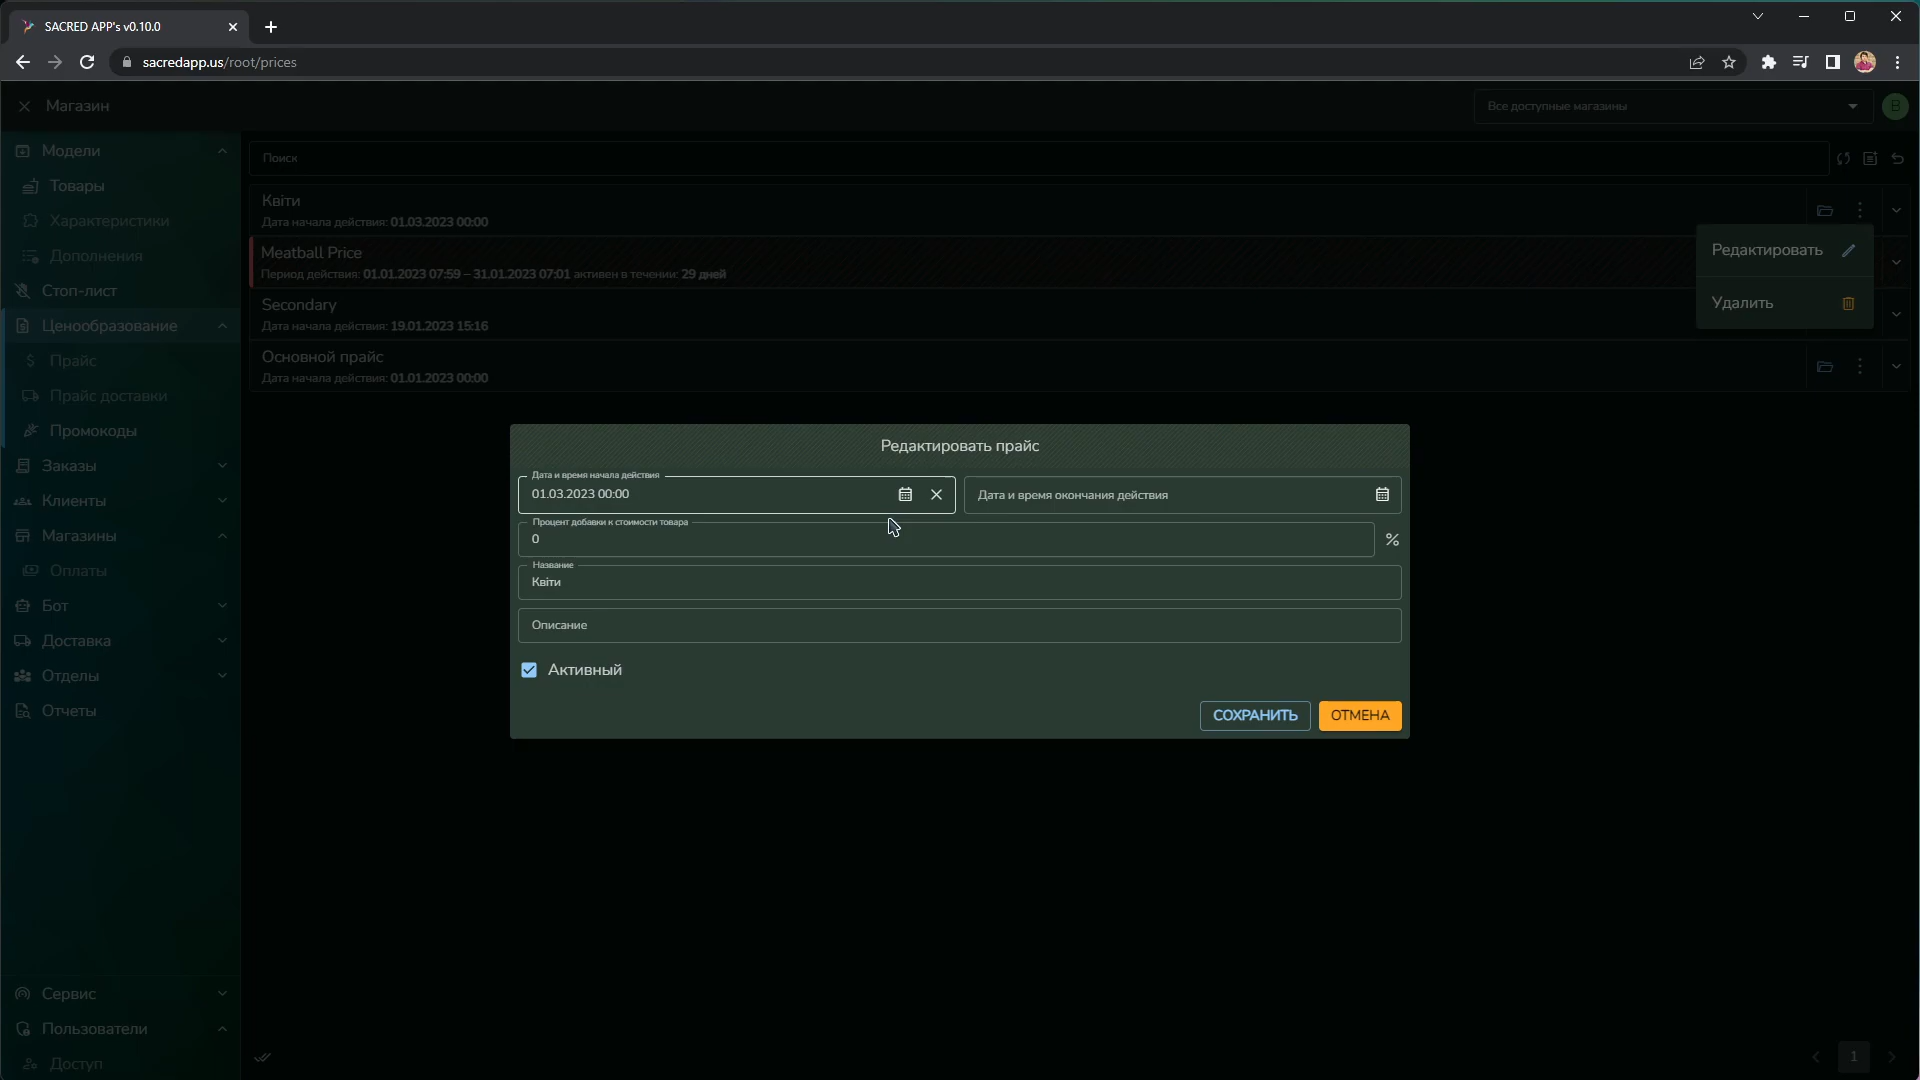 SACRED APP's v0.10.0
sacredapp.us/root/prices
Магазин
Все доступные магазины
B
Модели
Товары
Характеристики
Дополнения
Стоп-лист
Ценообразование
Прайс
Прайс доставки
Промокоды
Заказы
Клиенты
Магазины
Оплаты
Бот
Доставка
Отделы
Отчеты
Сервис
Пользователи
Доступ
Поиск
Квіти
Дата начала действия: 01.03.2023 00:00
Meatball Price
Период действия: 01.01.2023 07:59 – 31.01.2023 07:01 активен в течении: 29 дней
Secondary
Дата начала действия: 19.01.2023 15:16
Основной прайс
Дата начала действия: 01.01.2023 00:00
Редактировать
Удалить
Редактировать прайс
Дата и время начала действия
01.03.2023 00:00
Дата и время окончания действия
Процент добавки к стоимости товара
0
%
Название
Квіти
Описание
Активный
СОХРАНИТЬ
ОТМЕНА
1